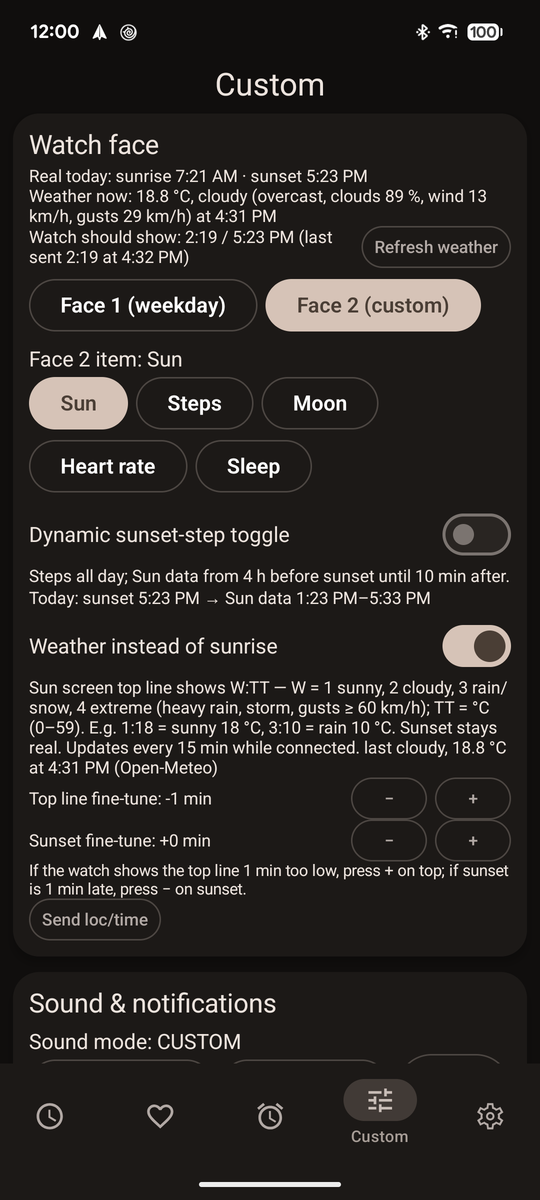 12:00
100
Custom
Watch face
Real today: sunrise 7:21 AM · sunset 5:23 PM
Weather now: 18.8 °C, cloudy (overcast, clouds 89 %, wind 13
km/h, gusts 29 km/h) at 4:31 PM
Watch should show: 2:19 / 5:23 PM (last
sent 2:19 at 4:32 PM)
Refresh weather
Face 1 (weekday)
Face 2 (custom)
Face 2 item: Sun
Sun
Steps
Moon
Heart rate
Sleep
Dynamic sunset-step toggle
Steps all day; Sun data from 4 h before sunset until 10 min after.
Today: sunset 5:23 PM → Sun data 1:23 PM–5:33 PM
Weather instead of sunrise
Sun screen top line shows W:TT — W = 1 sunny, 2 cloudy, 3 rain/
snow, 4 extreme (heavy rain, storm, gusts ≥ 60 km/h); TT = °C
(0–59). E.g. 1:18 = sunny 18 °C, 3:10 = rain 10 °C. Sunset stays
real. Updates every 15 min while connected. last cloudy, 18.8 °C
at 4:31 PM (Open-Meteo)
Top line fine-tune: -1 min
−
+
Sunset fine-tune: +0 min
−
+
If the watch shows the top line 1 min too low, press + on top; if sunset
is 1 min late, press − on sunset.
Send loc/time
Sound & notifications
Sound mode: CUSTOM
Custom